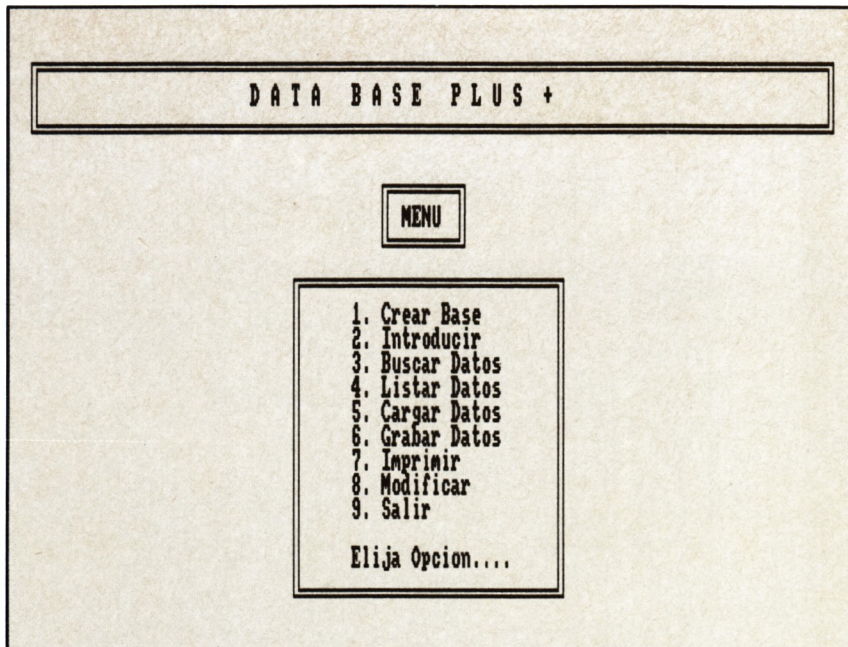 DATA BASE PLUS +
MENU
1. Crear Base
2. Introducir
3. Buscar Datos
4. Listar Datos
5. Cargar Datos
6. Grabar Datos
7. Imprimir
8. Modificar
9. Salir
Elija Opcion....